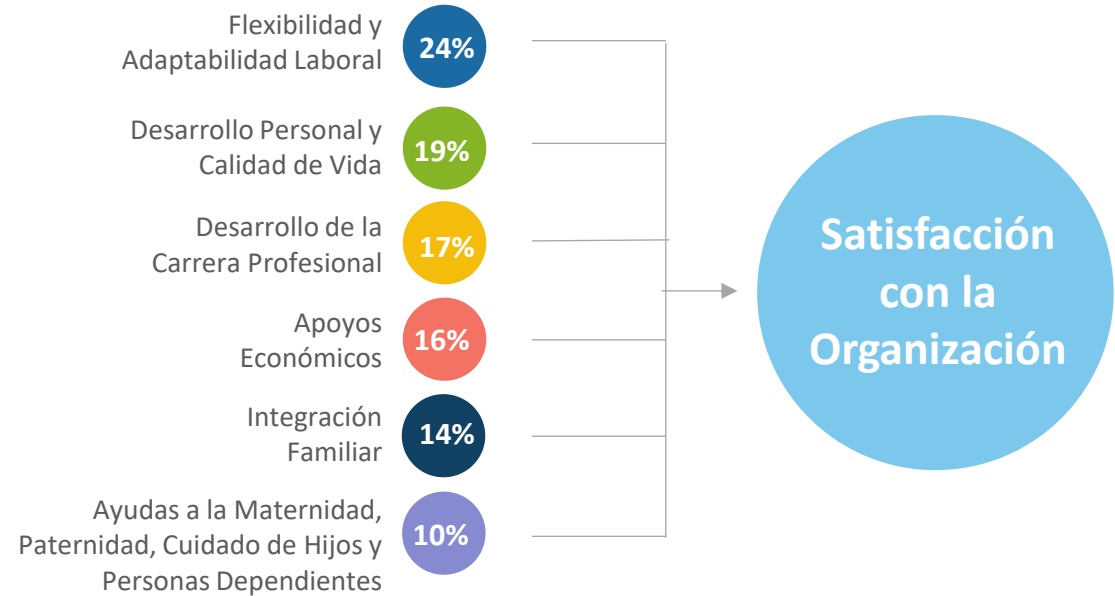 Flexibilidad y
Adaptabilidad Laboral
24%
Desarrollo Personal y
Calidad de Vida
19%
Desarrollo de la
Carrera Profesional
17%
Apoyos
Económicos
16%
Integración
Familiar
14%
Ayudas a la Maternidad,
Paternidad, Cuidado de Hijos y
Personas Dependientes
10%
Satisfacción
con la
Organización